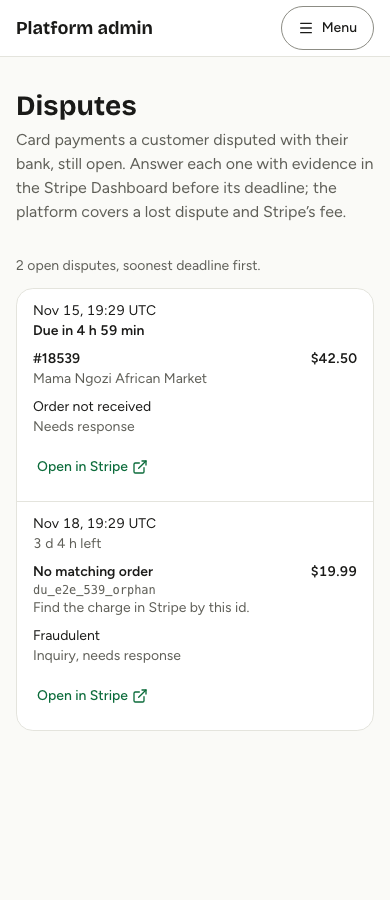 Platform admin
Menu
Disputes
Card payments a customer disputed with their
bank, still open. Answer each one with evidence in
the Stripe Dashboard before its deadline; the
platform covers a lost dispute and Stripe’s fee.
2 open disputes, soonest deadline first.
Nov 15, 19:29 UTC
Due in 4 h 59 min
#18539 $42.50
Mama Ngozi African Market
Order not received
Needs response
Open in Stripe
Nov 18, 19:29 UTC
3 d 4 h left
No matching order $19.99
du_e2e_539_orphan
Find the charge in Stripe by this id.
Fraudulent
Inquiry, needs response
Open in Stripe